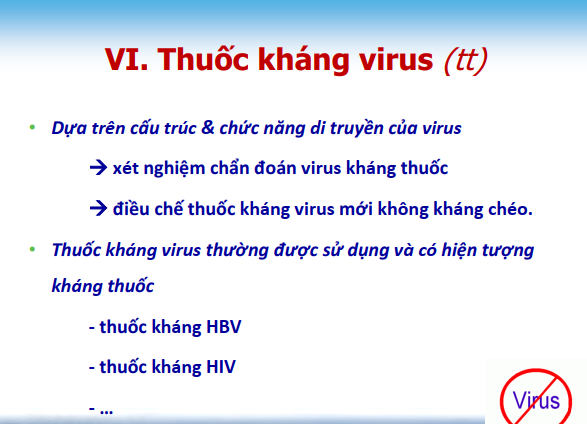 VI. Thuốc kháng virus (tt)
• Dựa trên cấu trúc & chức năng di truyền của virus
→ xét nghiệm chẩn đoán virus kháng thuốc
→ điều chế thuốc kháng virus mới không kháng chéo.
• Thuốc kháng virus thường được sử dụng và có hiện tượng
kháng thuốc
- thuốc kháng HBV
- thuốc kháng HIV
- ...
Virus